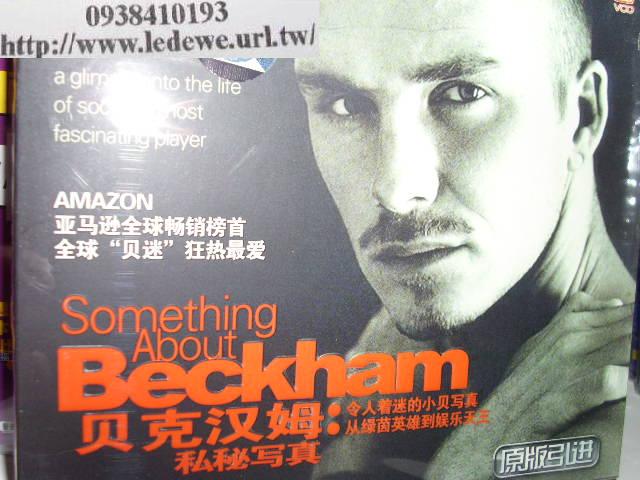 0938410193
http://www.ledewe.url.tw/
VCD
a glimpse into the life
of soccer's most
fascinating player
AMAZON
亚马逊全球畅销榜首
全球“贝迷”狂热最爱
Something
About
Beckham
贝克汉姆:
令人着迷的小贝写真
从绿茵英雄到娱乐天王
私秘写真
原版引进